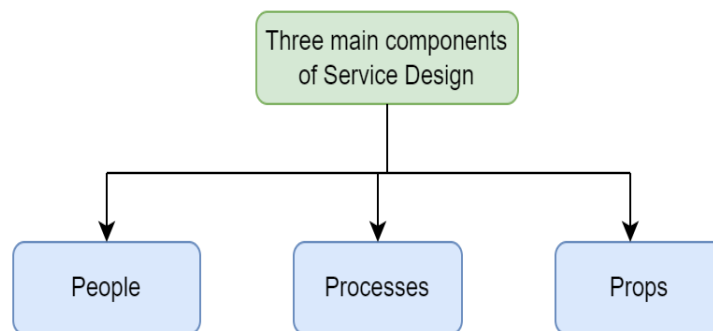 Three main components
of Service Design
People
Processes
Props